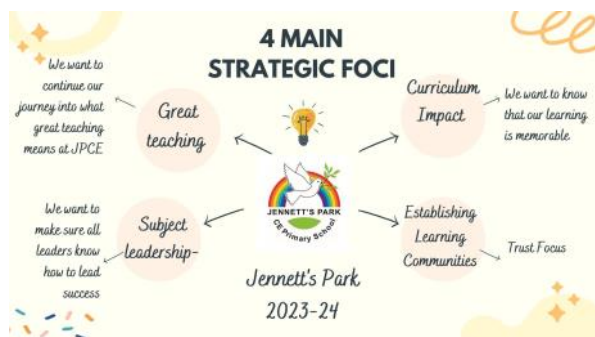 4 MAIN
STRATEGIC FOCI
We want to
continue our
journey into what
great teaching
means at JPCE
Great
teaching
Curriculum
Impact
We want to know
that our learning
is memorable
We want to
make sure all
leaders know
how to lead
success
Subject
leadership-
JENNETT'S PARK
CE Primary School
Establishing
Learning
Communities
Trust Focus
Jennett's Park
2023-24